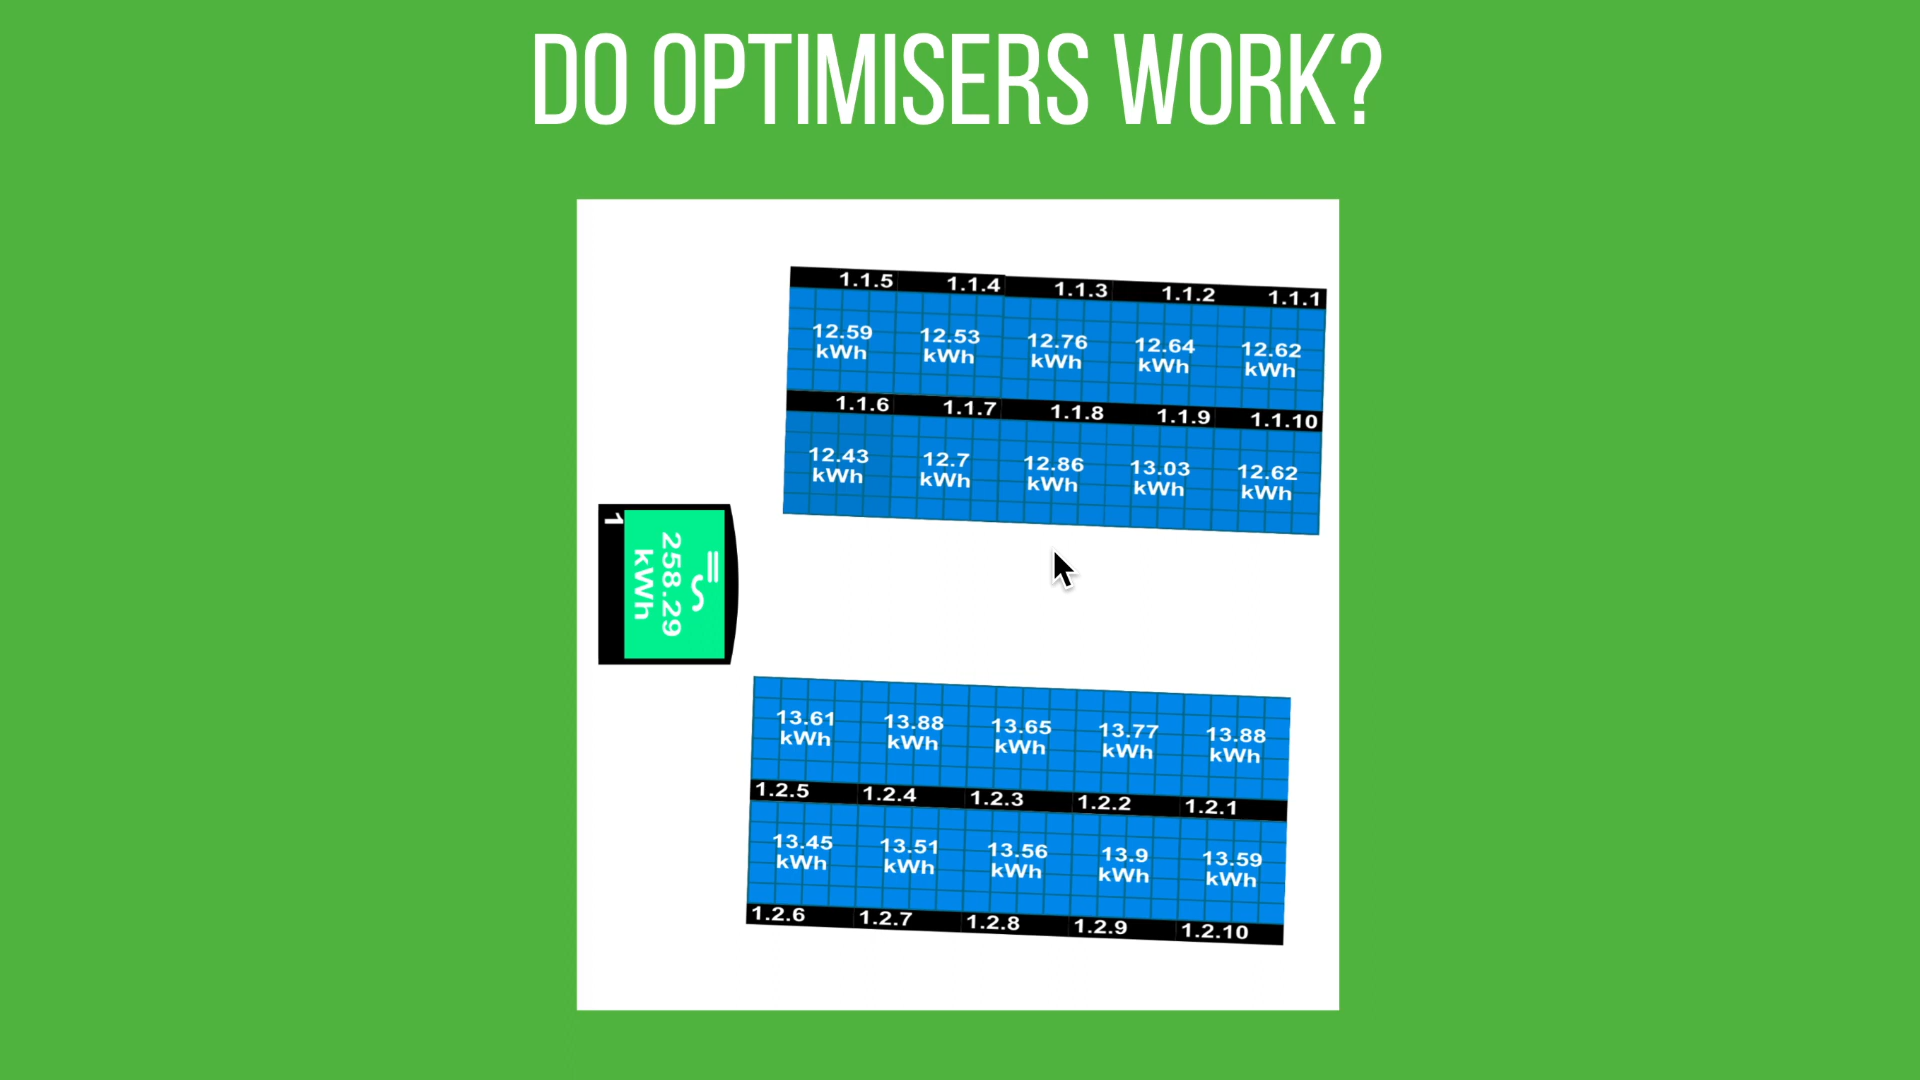 DO OPTIMISERS WORK?
1.1.5 1.1.4 1.1.3 1.1.2 1.1.1
12.59 12.53 12.76 12.64 12.62
kWh kWh kWh kWh kWh
1.1.6 1.1.7 1.1.8 1.1.9 1.1.10
12.43 12.7 12.86 13.03 12.62
kWh kWh kWh kWh kWh
1
258.29
kWh
13.61 13.88 13.65 13.77 13.88
kWh kWh kWh kWh kWh
1.2.5 1.2.4 1.2.3 1.2.2 1.2.1
13.45 13.51 13.56 13.9 13.59
kWh kWh kWh kWh kWh
1.2.6 1.2.7 1.2.8 1.2.9 1.2.10